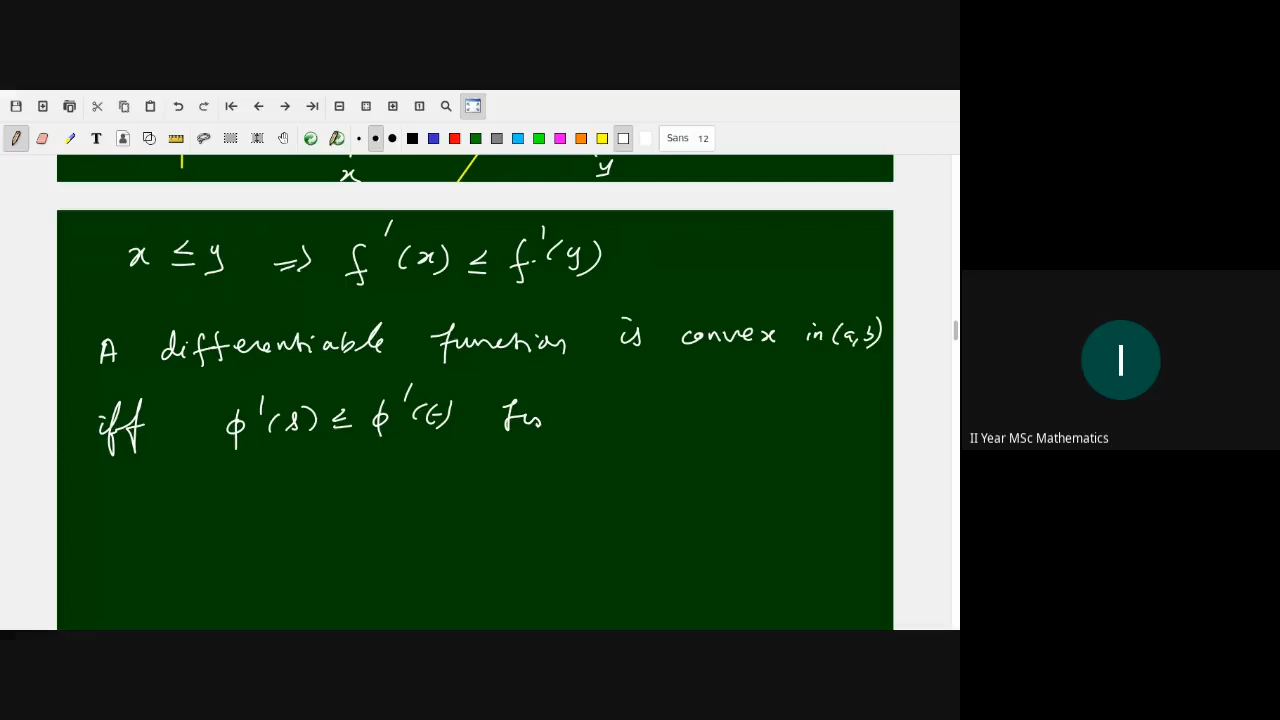 Sans 12
x y
x ≤ y ⇒ f'(x) ≤ f'(y)
A differentiable function is convex in (a, b)
iff φ'(s) ≤ φ'(t) for
I
II Year MSc Mathematics